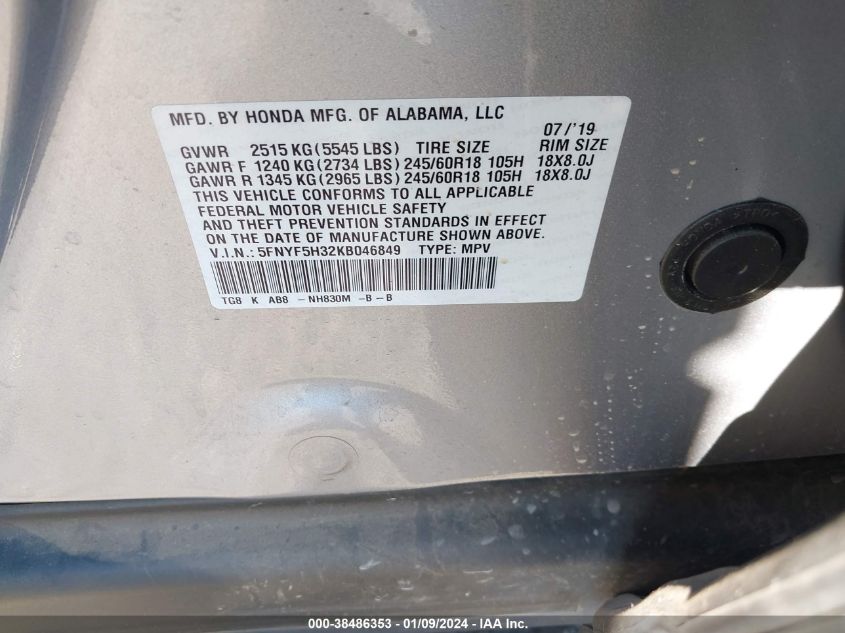 MFD. BY HONDA MFG. OF ALABAMA, LLC
07/'19
GVWR 2515 KG (5545 LBS) TIRE SIZE RIM SIZE
GAWR F 1240 KG (2734 LBS) 245/60R18 105H 18X8.0J
GAWR R 1345 KG (2965 LBS) 245/60R18 105H 18X8.0J
THIS VEHICLE CONFORMS TO ALL APPLICABLE
FEDERAL MOTOR VEHICLE SAFETY
AND THEFT PREVENTION STANDARDS IN EFFECT
ON THE DATE OF MANUFACTURE SHOWN ABOVE.
V.I.N.: 5FNYF5H32KB046849 TYPE: MPV
TG8 K AB8 - NH830M - B - B
000-38486353 - 01/09/2024 - IAA Inc.